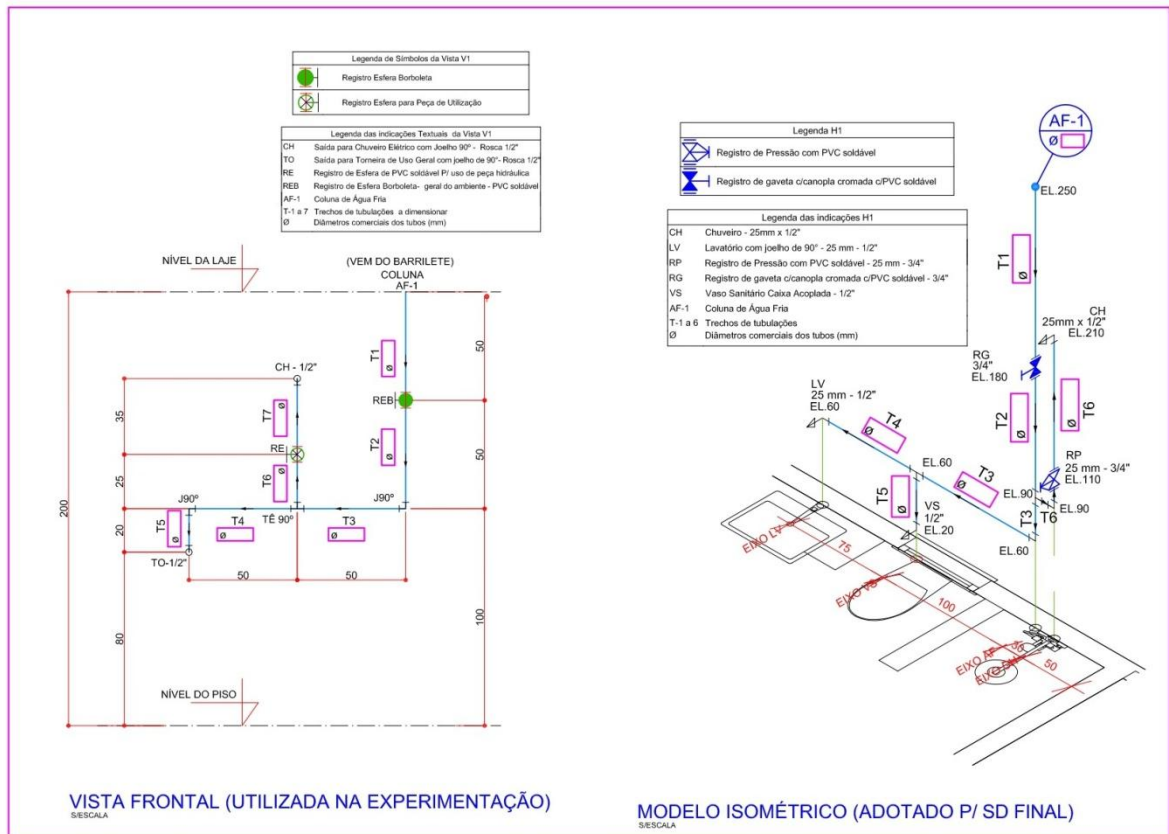 Legenda de Símbolos da Vista V1
Registro Esfera Borboleta
Registro Esfera para Peça de Utilização
Legenda das indicações Textuais da Vista V1
CH Saída para Chuveiro Elétrico com Joelho 90º - Rosca 1/2"
TO Saída para Torneira de Uso Geral com joelho de 90°- Rosca 1/2"
RE Registro de Esfera de PVC soldável P/ uso de peça hidráulica
REB Registro de Esfera Borboleta- geral do ambiente - PVC soldável
AF-1 Coluna de Água Fria
T-1 a 7 Trechos de tubulações a dimensionar
Ø Diâmetros comerciais dos tubos (mm)
NÍVEL DA LAJE
(VEM DO BARRILETE)
COLUNA
AF-1
T1
Ø
50
CH - 1/2"
REB
35
T7
Ø
T2
Ø
50
RE
25
T6
Ø
200
J90º
J90º
20
T5
Ø
T4
Ø
TÊ 90º
T3
Ø
TO-1/2"
50
50
100
80
NÍVEL DO PISO
VISTA FRONTAL (UTILIZADA NA EXPERIMENTAÇÃO)
S/ESCALA
Legenda H1
Registro de Pressão com PVC soldável
Registro de gaveta c/canopla cromada c/PVC soldável
Legenda das indicações H1
CH Chuveiro - 25mm x 1/2"
LV Lavatório com joelho de 90° - 25 mm - 1/2"
RP Registro de Pressão com PVC soldável - 25 mm - 3/4"
RG Registro de gaveta c/canopla cromada c/PVC soldável - 3/4"
VS Vaso Sanitário Caixa Acoplada - 1/2"
AF-1 Coluna de Água Fria
T-1 a 6 Trechos de tubulações
Ø Diâmetros comerciais dos tubos (mm)
AF-1
Ø
EL.250
T1
Ø
CH
25mm x 1/2"
EL.210
RG
3/4"
EL.180
LV
25 mm - 1/2"
EL.60
T4
Ø
T2
Ø
T6
Ø
EL.60
RP
25 mm - 3/4"
EL.110
T3
Ø
T5
Ø
VS
1/2"
EL.20
EL.90
T3
T6
EL.90
EL.60
EIXO LV
75
EIXO VS
100
EIXO AF
30
50
MODELO ISOMÉTRICO (ADOTADO P/ SD FINAL)
S/ESCALA